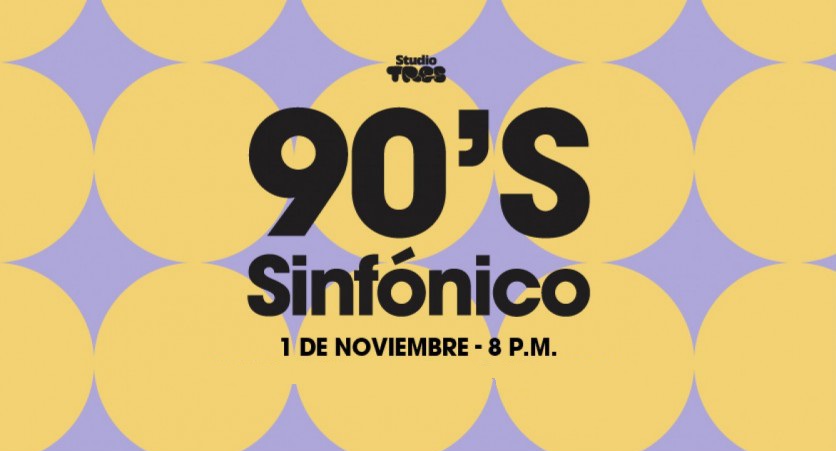 Studio
TRES
90'S
Sinfónico
1 DE NOVIEMBRE - 8 P.M.